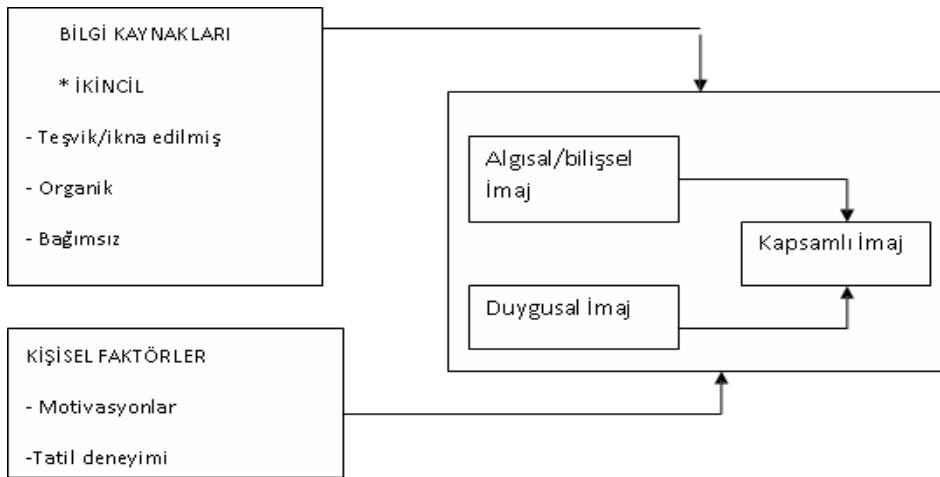 BİLGİ KAYNAKLARI
* İKİNCİL
- Teşvik/ikna edilmiş
- Organik
- Bağımsız
Algısal/bilişsel
İmaj
Kapsamlı İmaj
Duygusal İmaj
KİŞİSEL FAKTÖRLER
- Motivasyonlar
-Tatil deneyimi